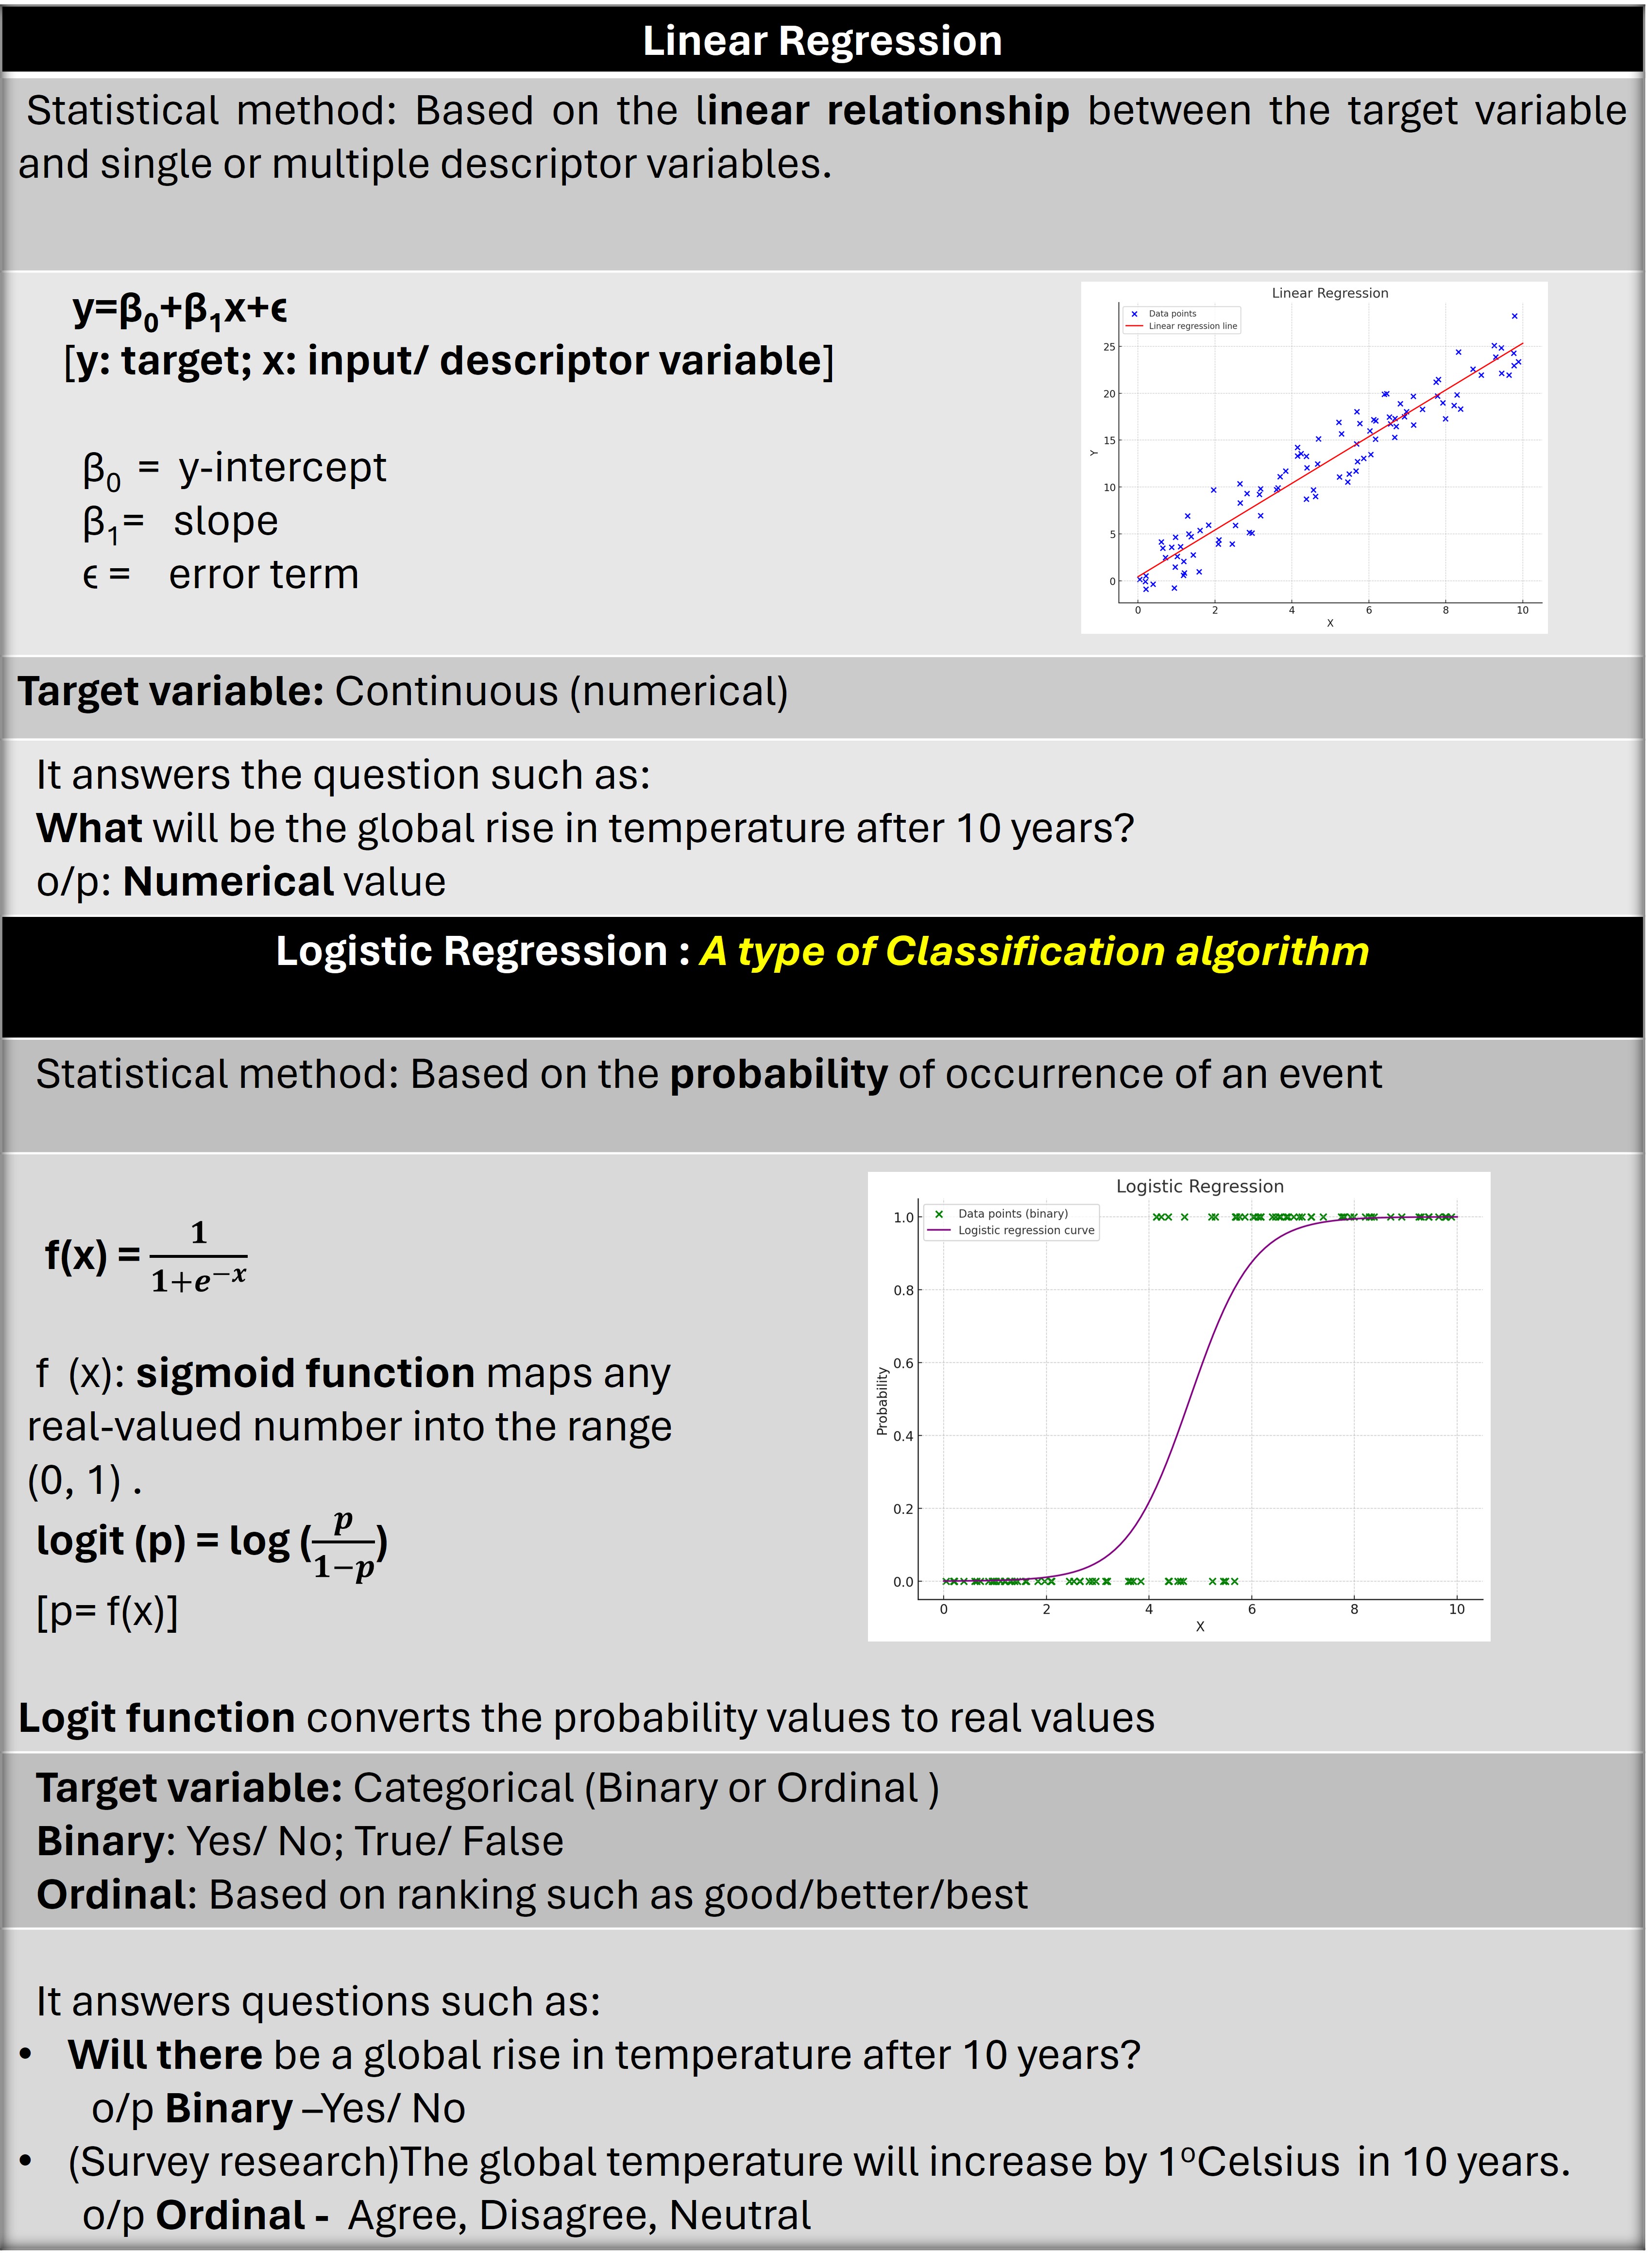 Linear Regression
Statistical method: Based on the linear relationship between the target variable
and single or multiple descriptor variables.
y=β₀+β₁x+ϵ
[y: target; x: input/ descriptor variable]
β₀ = y-intercept
β₁= slope
ϵ = error term
Linear Regression
Data points
Linear regression line
25
20
15
10
5
0
Y
0 2 4 6 8 10
X
Target variable: Continuous (numerical)
It answers the question such as:
What will be the global rise in temperature after 10 years?
o/p: Numerical value
Logistic Regression : A type of Classification algorithm
Statistical method: Based on the probability of occurrence of an event
f(x) = 1/(1+e⁻ˣ)
f (x): sigmoid function maps any
real-valued number into the range
(0, 1) .
logit (p) = log (p/(1−p))
[p= f(x)]
Logistic Regression
Data points (binary)
Logistic regression curve
1.0
0.8
0.6
0.4
0.2
0.0
Probability
0 2 4 6 8 10
X
Logit function converts the probability values to real values
Target variable: Categorical (Binary or Ordinal )
Binary: Yes/ No; True/ False
Ordinal: Based on ranking such as good/better/best
It answers questions such as:
• Will there be a global rise in temperature after 10 years?
o/p Binary –Yes/ No
• (Survey research)The global temperature will increase by 1⁰Celsius in 10 years.
o/p Ordinal - Agree, Disagree, Neutral